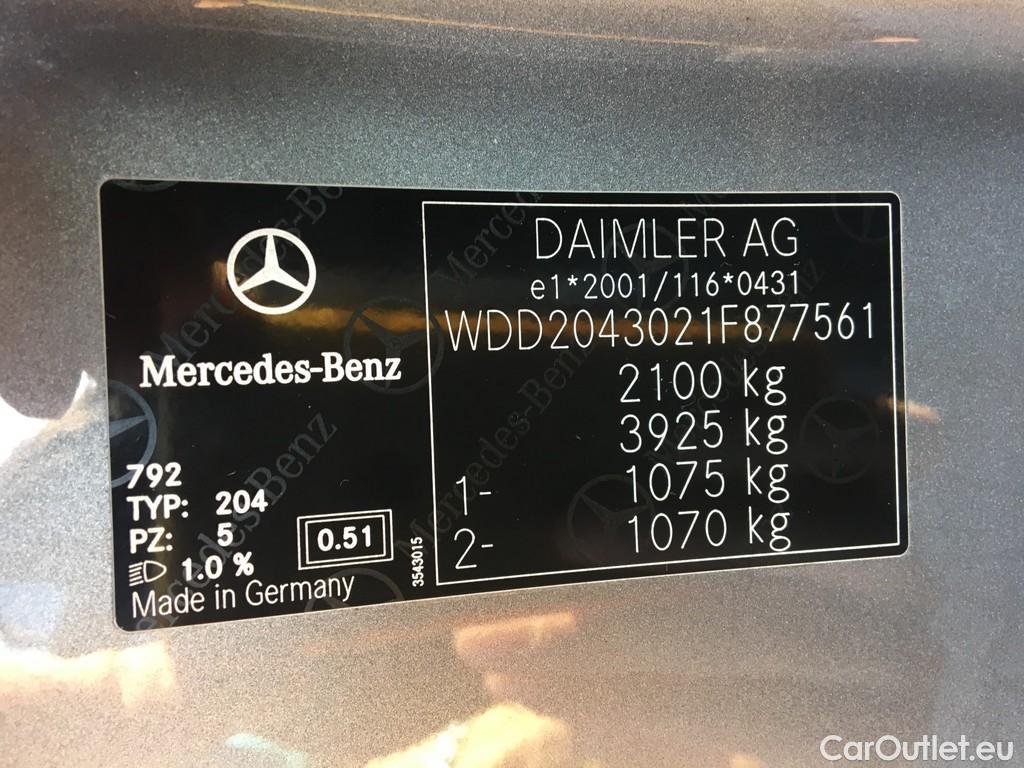 Mercedes-Benz
792
TYP: 204
PZ: 5
1.0 %
Made in Germany
0.51
3543015
DAIMLER AG
e1*2001/116*0431
WDD2043021F877561
2100 kg
3925 kg
1- 1075 kg
2- 1070 kg
CarOutlet.eu